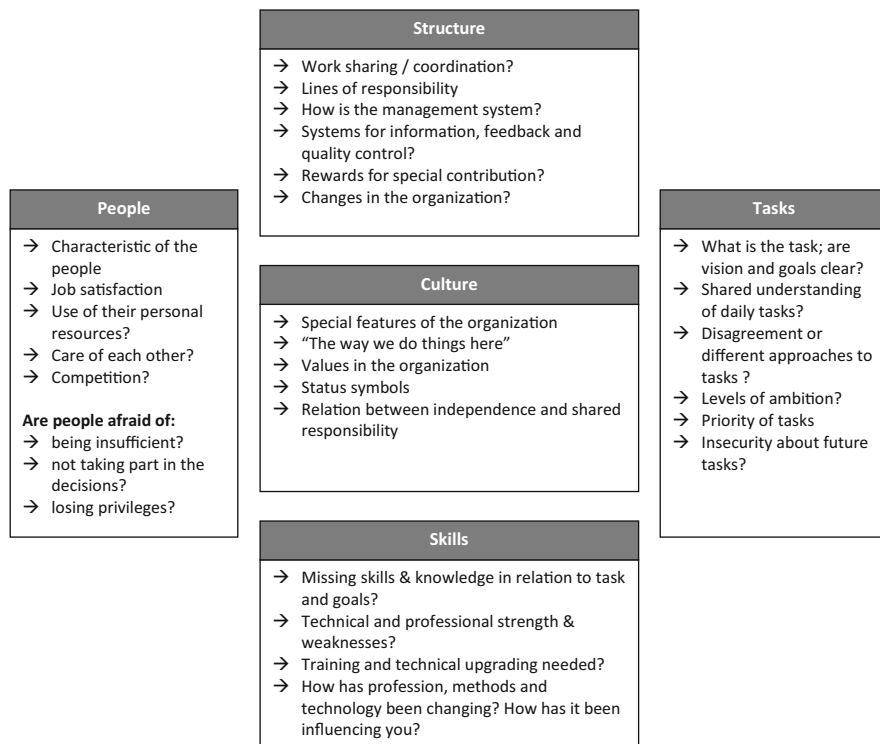 Structure
→ Work sharing / coordination?
→ Lines of responsibility
→ How is the management system?
→ Systems for information, feedback and
quality control?
→ Rewards for special contribution?
→ Changes in the organization?
People
→ Characteristic of the
people
→ Job satisfaction
→ Use of their personal
resources?
→ Care of each other?
→ Competition?
Are people afraid of:
→ being insufficient?
→ not taking part in the
decisions?
→ losing privileges?
Culture
→ Special features of the organization
→ “The way we do things here”
→ Values in the organization
→ Status symbols
→ Relation between independence and shared
responsibility
Tasks
→ What is the task; are
vision and goals clear?
→ Shared understanding
of daily tasks?
→ Disagreement or
different approaches to
tasks ?
→ Levels of ambition?
→ Priority of tasks
→ Insecurity about future
tasks?
Skills
→ Missing skills & knowledge in relation to task
and goals?
→ Technical and professional strength &
weaknesses?
→ Training and technical upgrading needed?
→ How has profession, methods and
technology been changing? How has it been
influencing you?